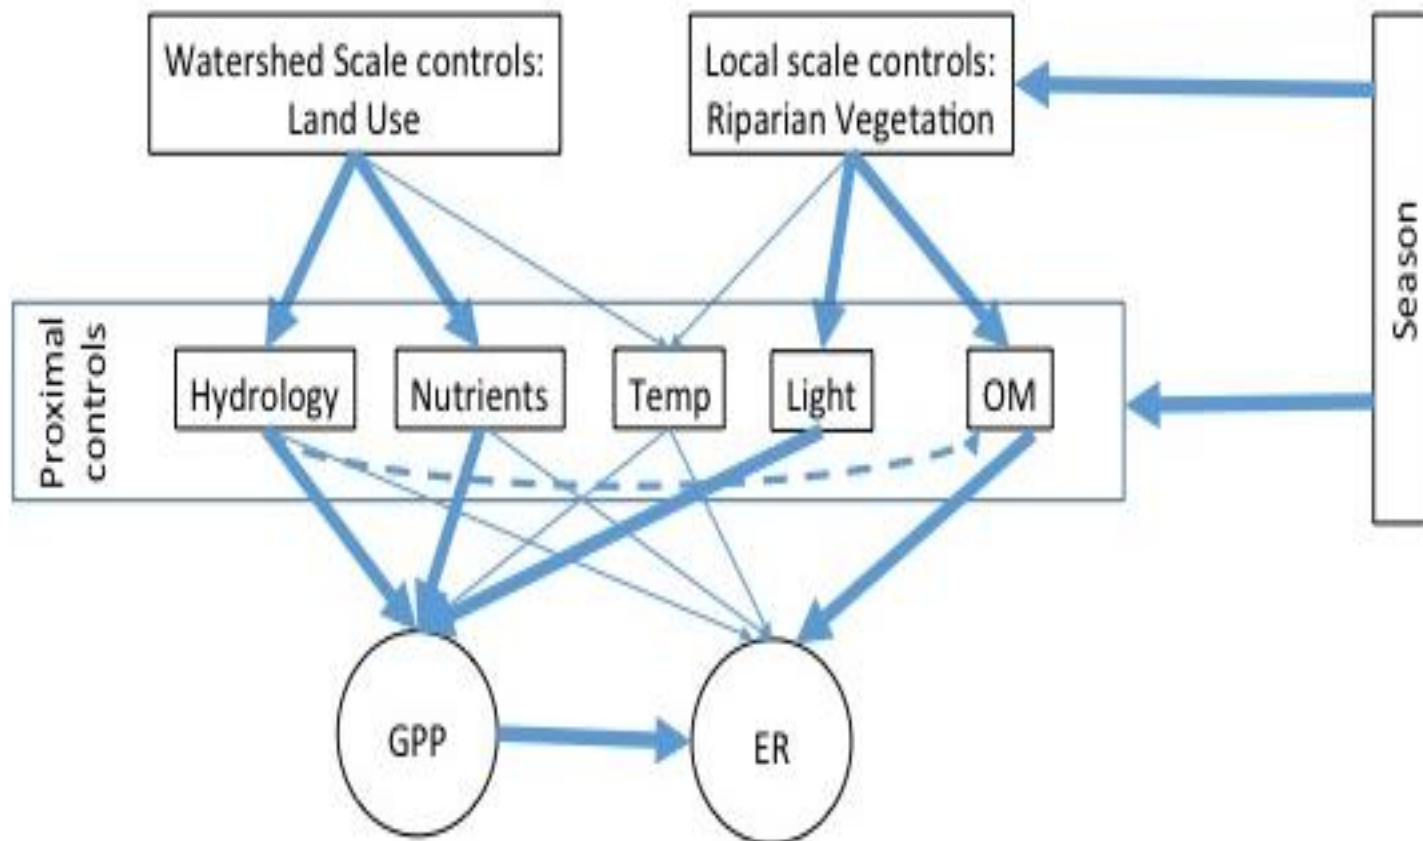 Watershed Scale controls:
Land Use
Local scale controls:
Riparian Vegetation
Season
Proximal
controls
Hydrology
Nutrients
Temp
Light
OM
GPP
ER